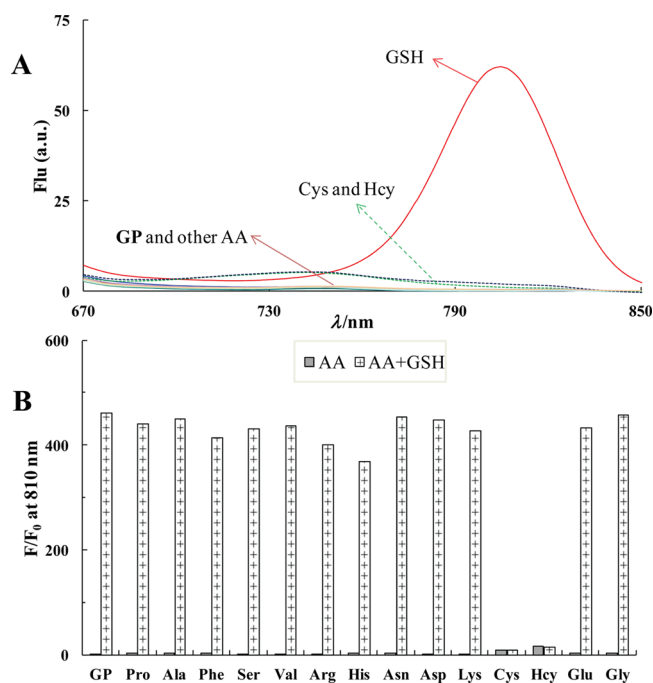 A
75
50
25
0
Flu (a.u.)
GSH
Cys and Hcy
GP and other AA
670 730 790 850
λ/nm
B
AA AA+GSH
600
400
200
0
F/F0 at 810 nm
GP Pro Ala Phe Ser Val Arg His Asn Asp Lys Cys Hcy Glu Gly